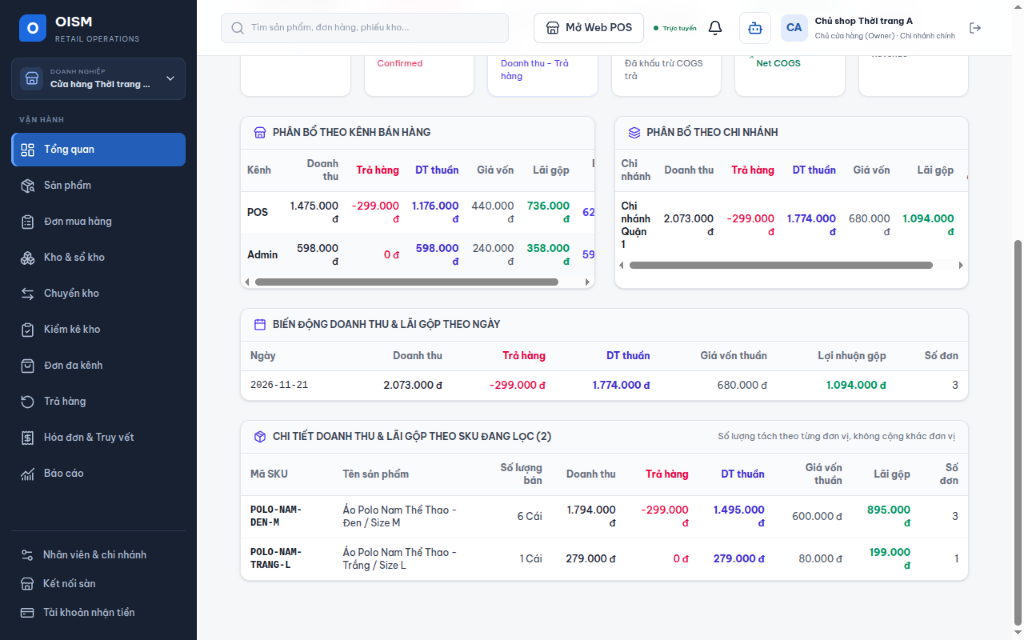 OISM
RETAIL OPERATIONS
DOANH NGHIỆP
Cửa hàng Thời trang ...
VẬN HÀNH
Tổng quan
Sản phẩm
Đơn mua hàng
Kho & sổ kho
Chuyển kho
Kiểm kê kho
Đơn đa kênh
Trả hàng
Hóa đơn & Truy vết
Báo cáo
Nhân viên & chi nhánh
Kết nối sàn
Tài khoản nhận tiền
Tìm sản phẩm, đơn hàng, phiếu kho...
Mở Web POS
Trực tuyến
CA
Chủ shop Thời trang A
Chủ cửa hàng (Owner) · Chi nhánh chính
Confirmed
Doanh thu - Trả
hàng
Đã khấu trừ COGS
trả
Net COGS
PHÂN BỔ THEO KÊNH BÁN HÀNG
Kênh Doanh thu Trả hàng DT thuần Giá vốn Lãi gộp
POS 1.475.000 đ -299.000 đ 1.176.000 đ 440.000 đ 736.000 đ 62
Admin 598.000 đ 0 đ 598.000 đ 240.000 đ 358.000 đ 59
PHÂN BỔ THEO CHI NHÁNH
Chi nhánh Doanh thu Trả hàng DT thuần Giá vốn Lãi gộp
Chi nhánh Quận 1 2.073.000 đ -299.000 đ 1.774.000 đ 680.000 đ 1.094.000 đ
BIẾN ĐỘNG DOANH THU & LÃI GỘP THEO NGÀY
Ngày Doanh thu Trả hàng DT thuần Giá vốn thuần Lợi nhuận gộp Số đơn
2026-11-21 2.073.000 đ -299.000 đ 1.774.000 đ 680.000 đ 1.094.000 đ 3
CHI TIẾT DOANH THU & LÃI GỘP THEO SKU ĐANG LỌC (2)
Số lượng tách theo từng đơn vị, không cộng khác đơn vị
Mã SKU Tên sản phẩm Số lượng bán Doanh thu Trả hàng DT thuần Giá vốn thuần Lãi gộp Số đơn
POLO-NAM-DEN-M Áo Polo Nam Thể Thao - Đen / Size M 6 Cái 1.794.000 đ -299.000 đ 1.495.000 đ 600.000 đ 895.000 đ 3
POLO-NAM-TRANG-L Áo Polo Nam Thể Thao - Trắng / Size L 1 Cái 279.000 đ 0 đ 279.000 đ 80.000 đ 199.000 đ 1